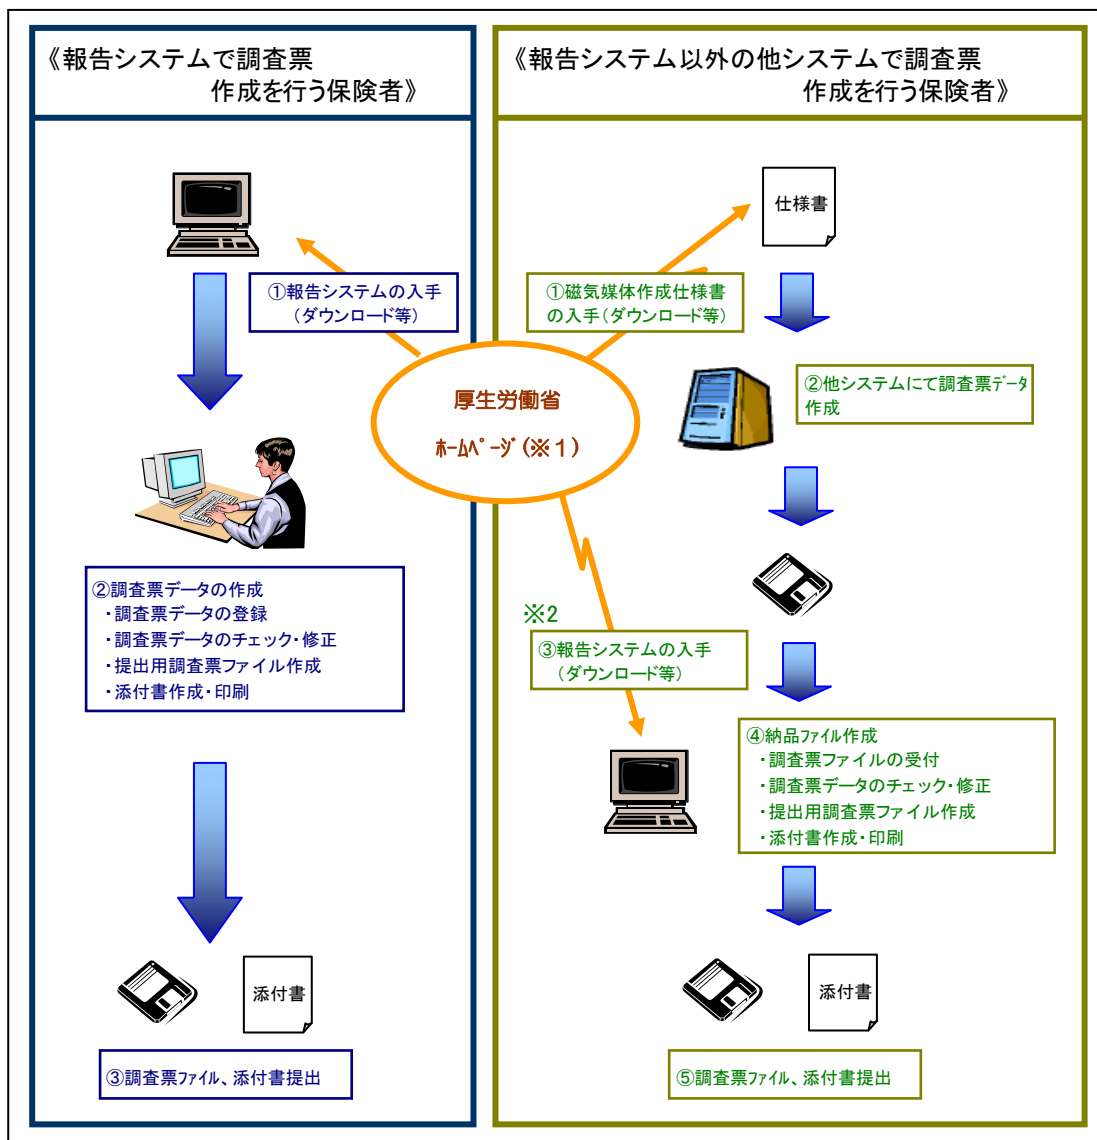 《報告システムで調査票
作成を行う保険者》
①報告システムの入手
(ダウンロード等)
②調査票データの作成
・調査票データの登録
・調査票データのチェック・修正
・提出用調査票ファイル作成
・添付書作成・印刷
添付書
③調査票ファイル、添付書提出
厚生労働省
ホームページ(※1)
《報告システム以外の他システムで調査票
作成を行う保険者》
仕様書
①磁気媒体作成仕様書
の入手(ダウンロード等)
②他システムにて調査票データ
作成
※2
③報告システムの入手
(ダウンロード等)
④納品ファイル作成
・調査票ファイルの受付
・調査票データのチェック・修正
・提出用調査票ファイル作成
・添付書作成・印刷
添付書
⑤調査票ファイル、添付書提出